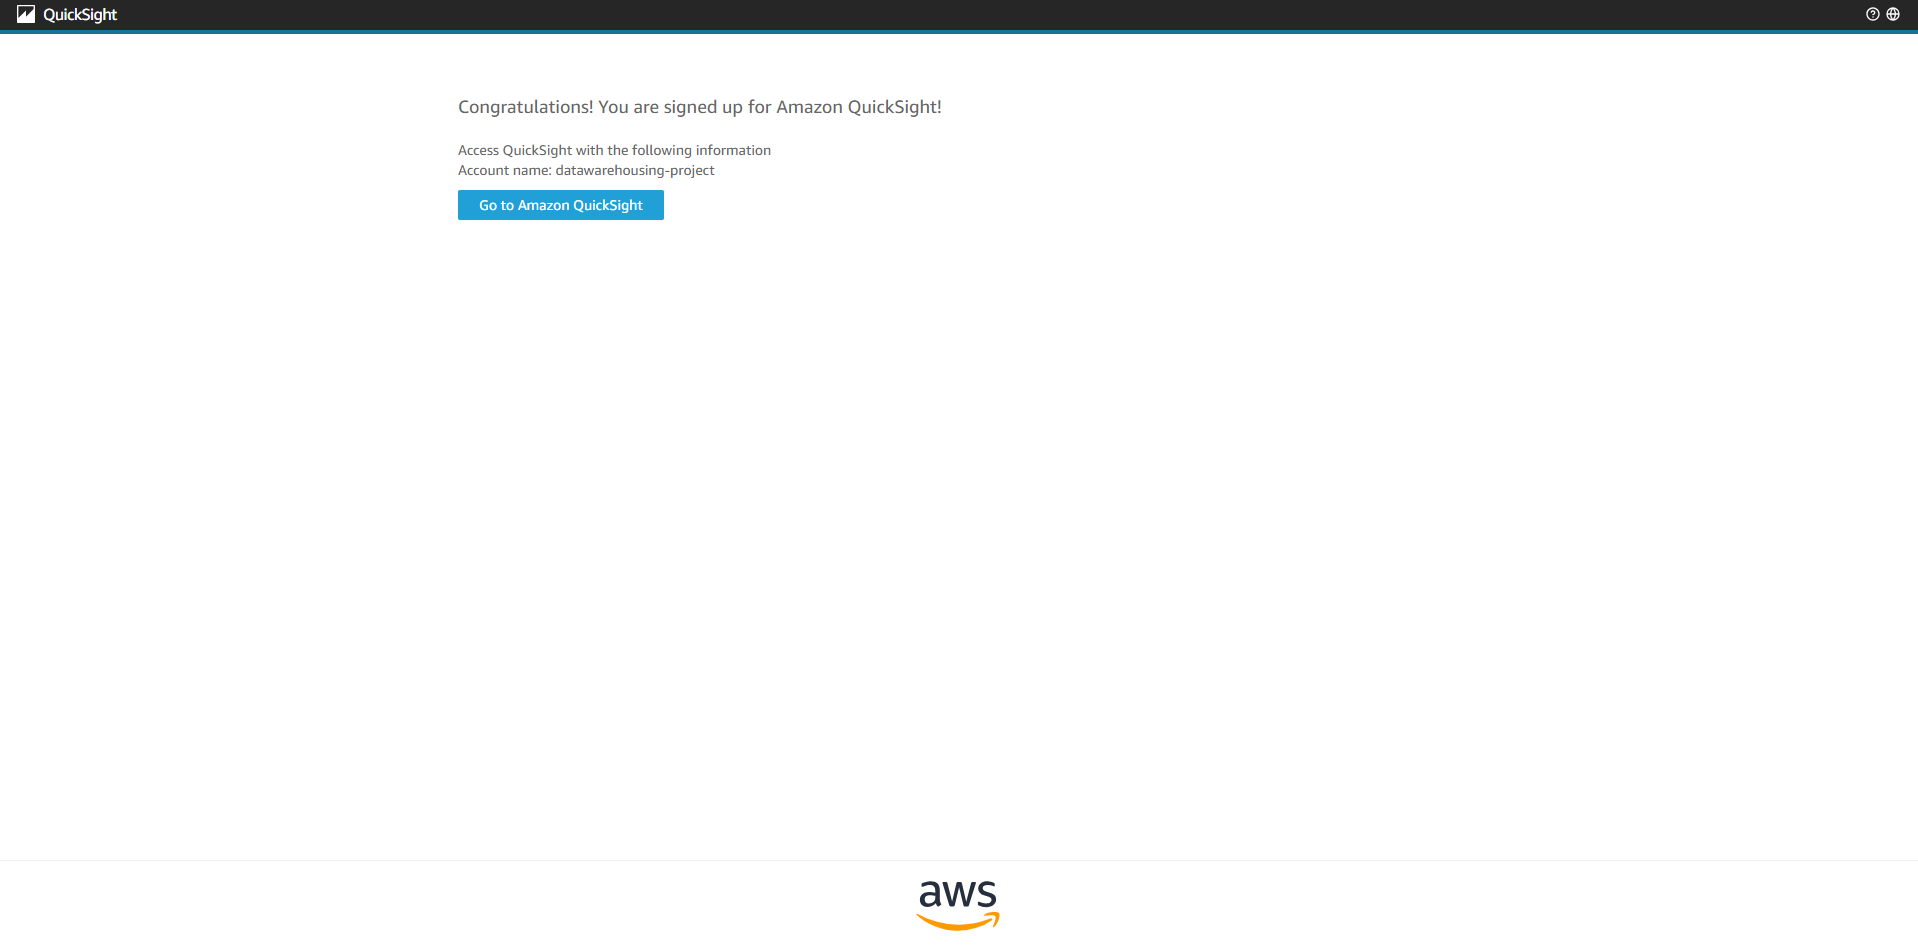 QuickSight
Congratulations! You are signed up for Amazon QuickSight!
Access QuickSight with the following information
Account name: datawarehousing-project
Go to Amazon QuickSight
aws